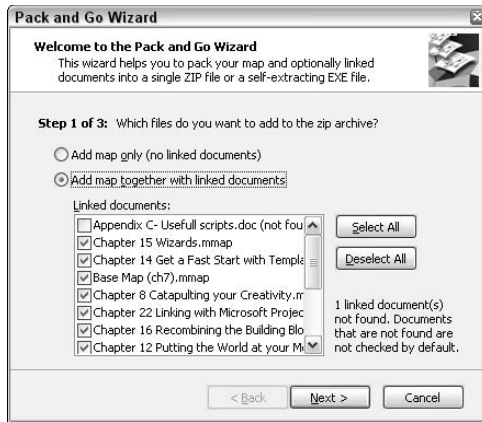 Pack and Go Wizard
Welcome to the Pack and Go Wizard
This wizard helps you to pack your map and optionally linked
documents into a single ZIP file or a self-extracting EXE file.
Step 1 of 3: Which files do you want to add to the zip archive?
Add map only (no linked documents)
Add map together with linked documents
Linked documents:
Appendix C- Usefull scripts.doc (not fou
Chapter 15 Wizards.mmap
Chapter 14 Get a Fast Start with Templa
Base Map (ch7).mmap
Chapter 8 Catapulting your Creativity.m
Chapter 22 Linking with Microsoft Projec
Chapter 16 Recombining the Building Blo
Chapter 12 Putting the World at your Mo
Select All
Deselect All
1 linked document(s)
not found. Documents
that are not found are
not checked by default.
< Back
Next >
Cancel